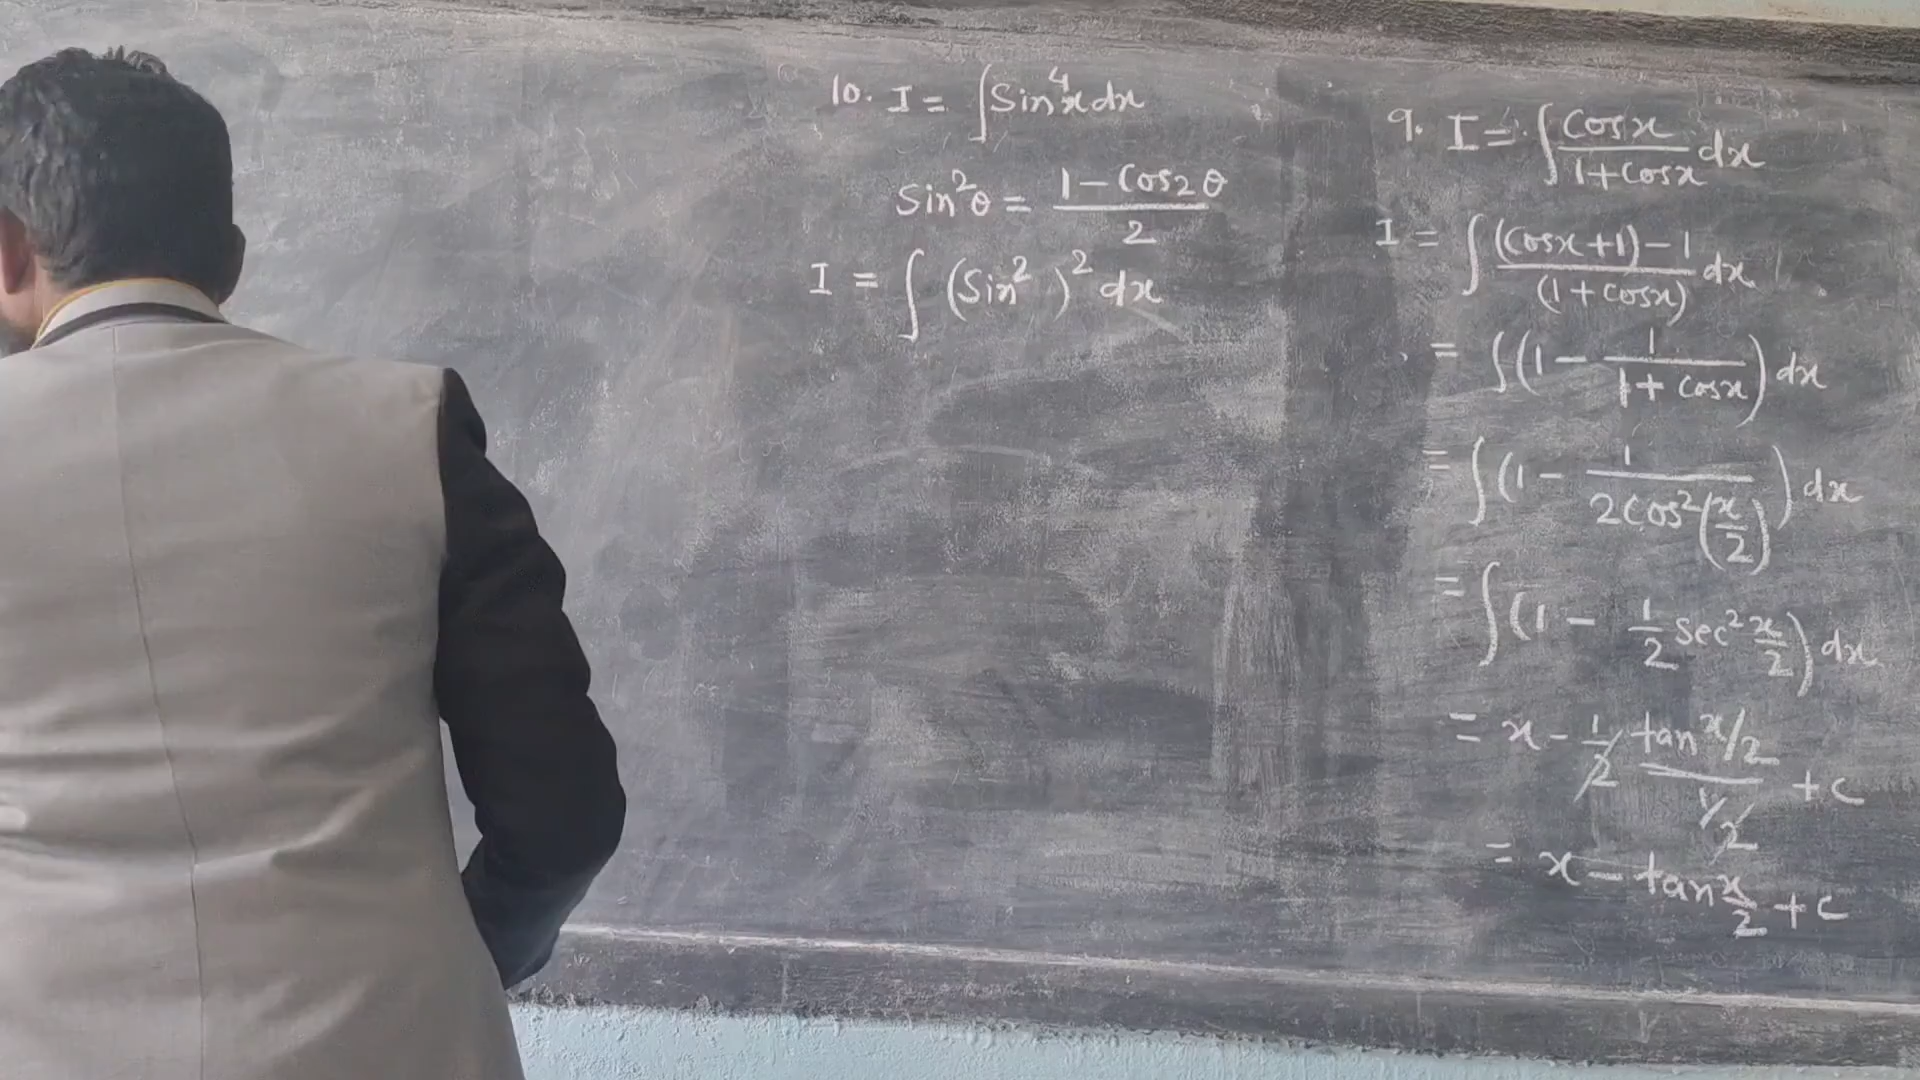 10. I = ∫Sin⁴x dx
Sin²θ = (1 - Cos2θ)/2
I = ∫ (Sin² )² dx
9. I = ∫ Cosx/(1+Cosx) dx
I = ∫ ((Cosx+1)-1)/(1+Cosx) dx
= ∫(1 - 1/(1+Cosx)) dx
= ∫(1 - 1/(2Cos²(x/2))) dx
= ∫(1 - 1/2 Sec² x/2) dx
= x - 1/2 (tan x/2)/(1/2) + c
= x - tan x/2 + c